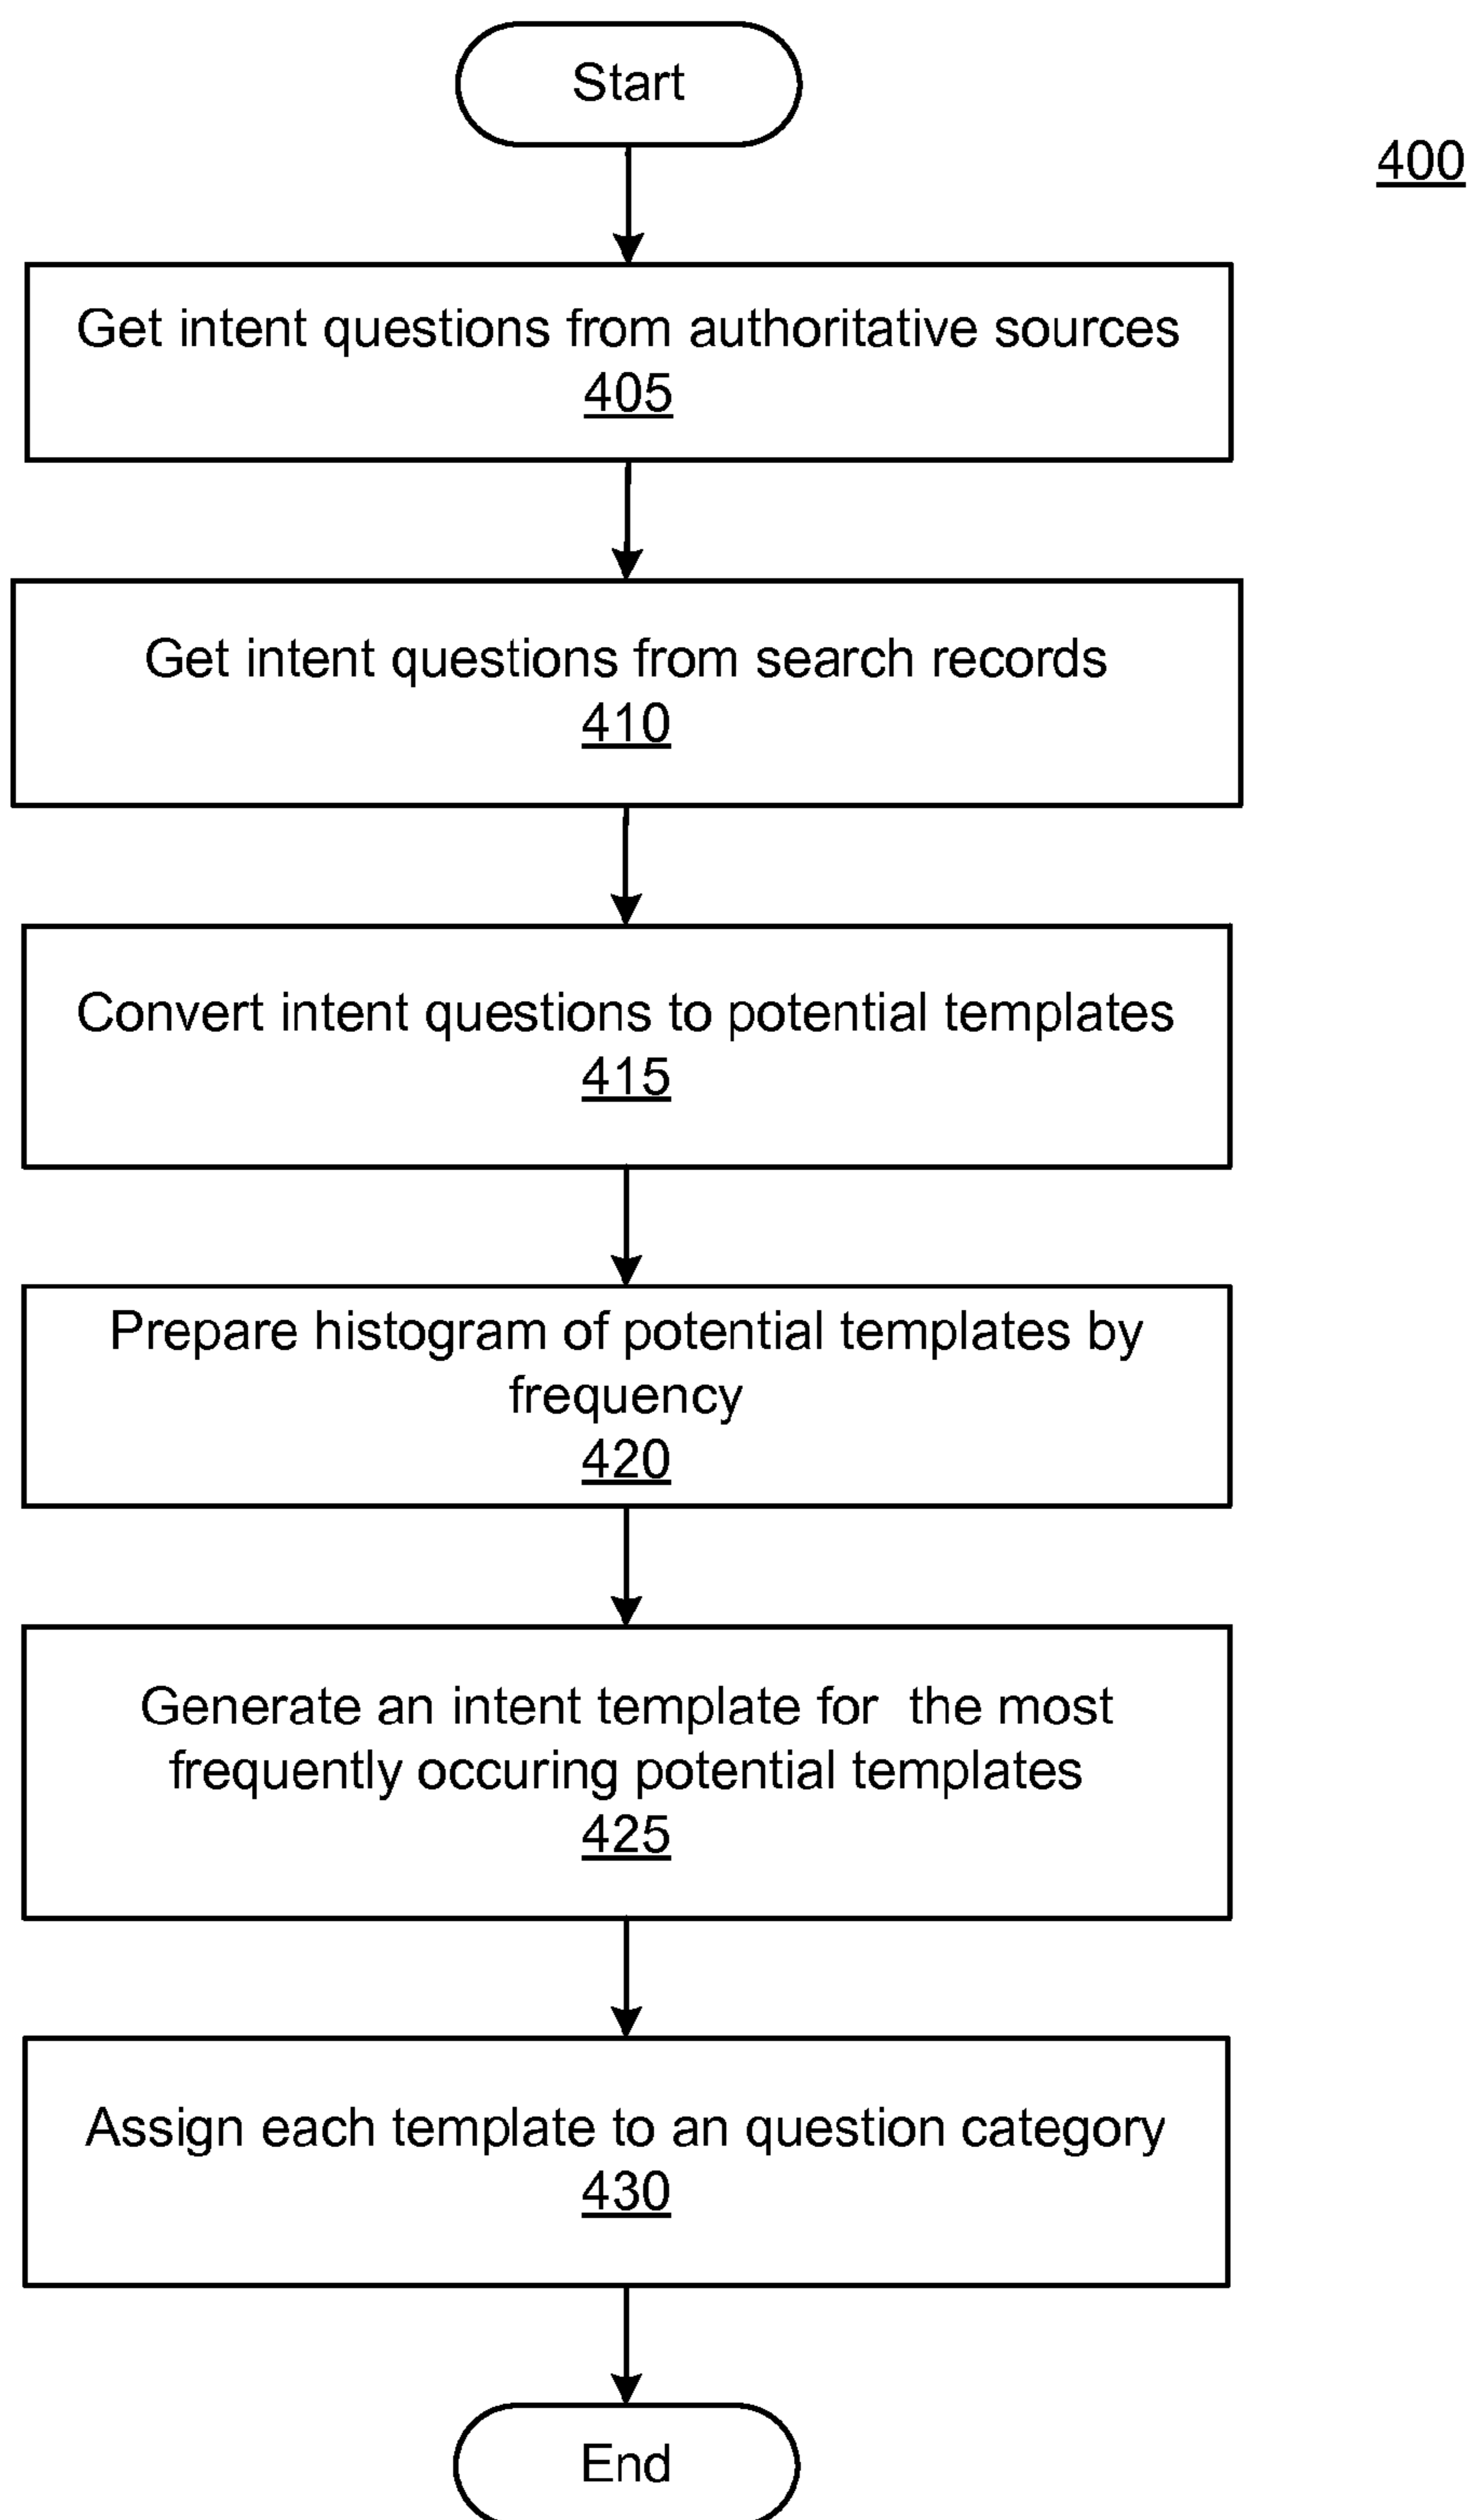 Start
400
Get intent questions from authoritative sources
405
Get intent questions from search records
410
Convert intent questions to potential templates
415
Prepare histogram of potential templates by
frequency
420
Generate an intent template for  the most
frequently occuring potential templates
425
Assign each template to an question category
430
End